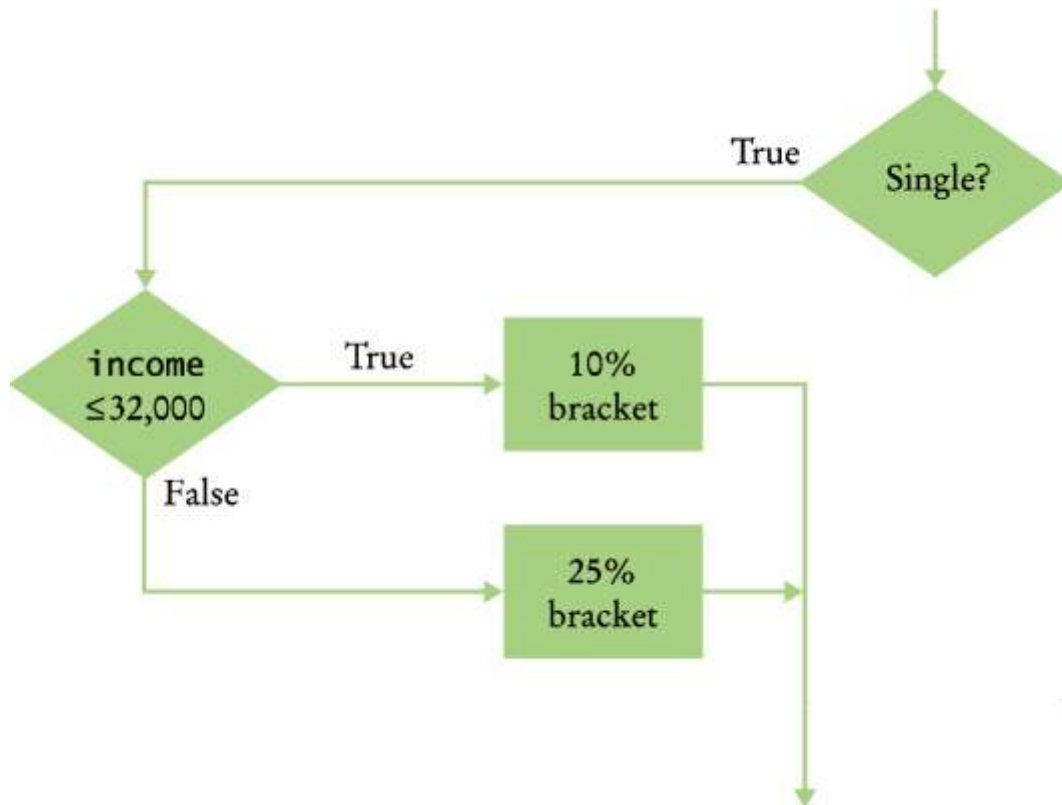 True
Single?
income
≤32,000
True
10%
bracket
False
25%
bracket